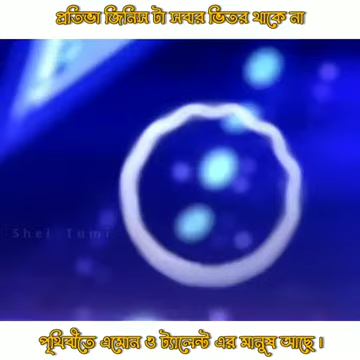 প্রতিভা জিনিস টা সবার ভিতর থাকে না
Shei Tumi
পৃথিবীতে এমোন ও ট্যালেন্ট এর মানুষ আছে।